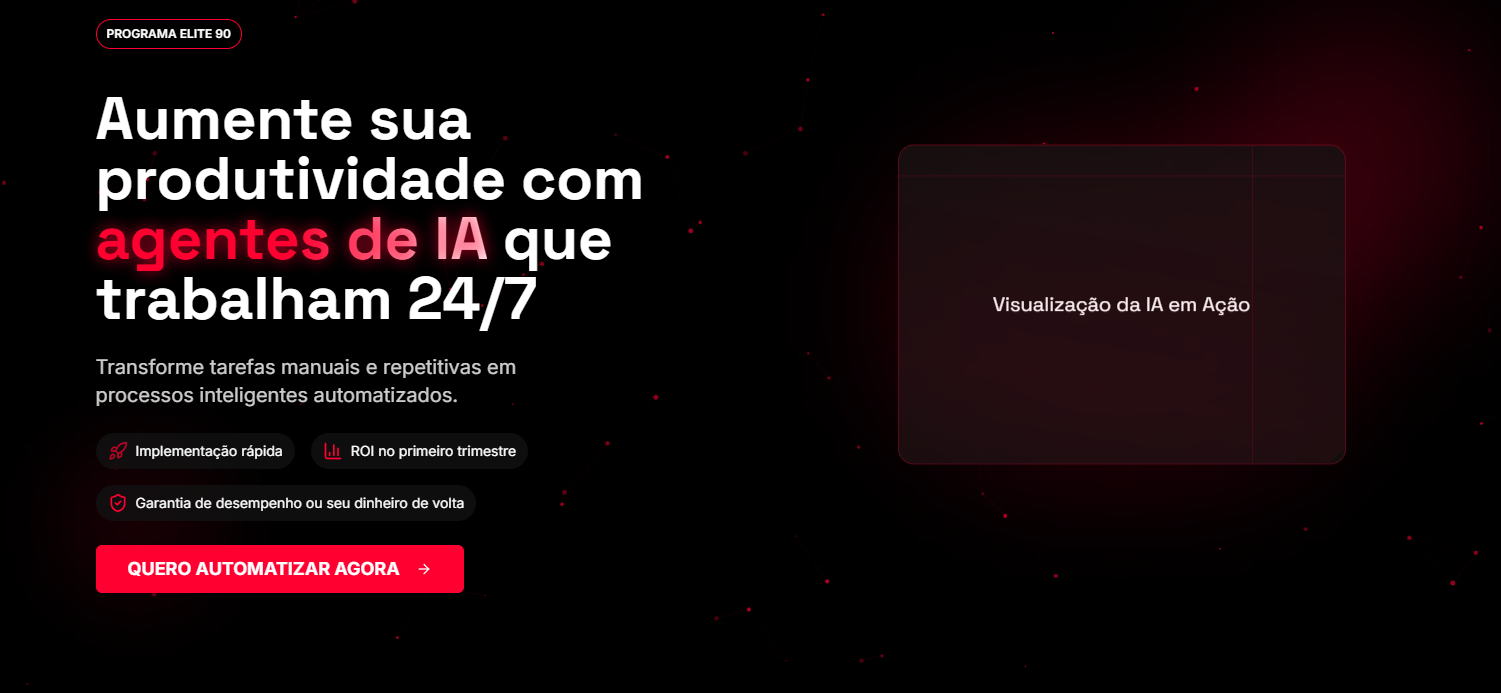 PROGRAMA ELITE 90
Aumente sua
produtividade com
agentes de IA que
trabalham 24/7
Transforme tarefas manuais e repetitivas em
processos inteligentes automatizados.
Implementação rápida
ROI no primeiro trimestre
Garantia de desempenho ou seu dinheiro de volta
QUERO AUTOMATIZAR AGORA →
Visualização da IA em Ação